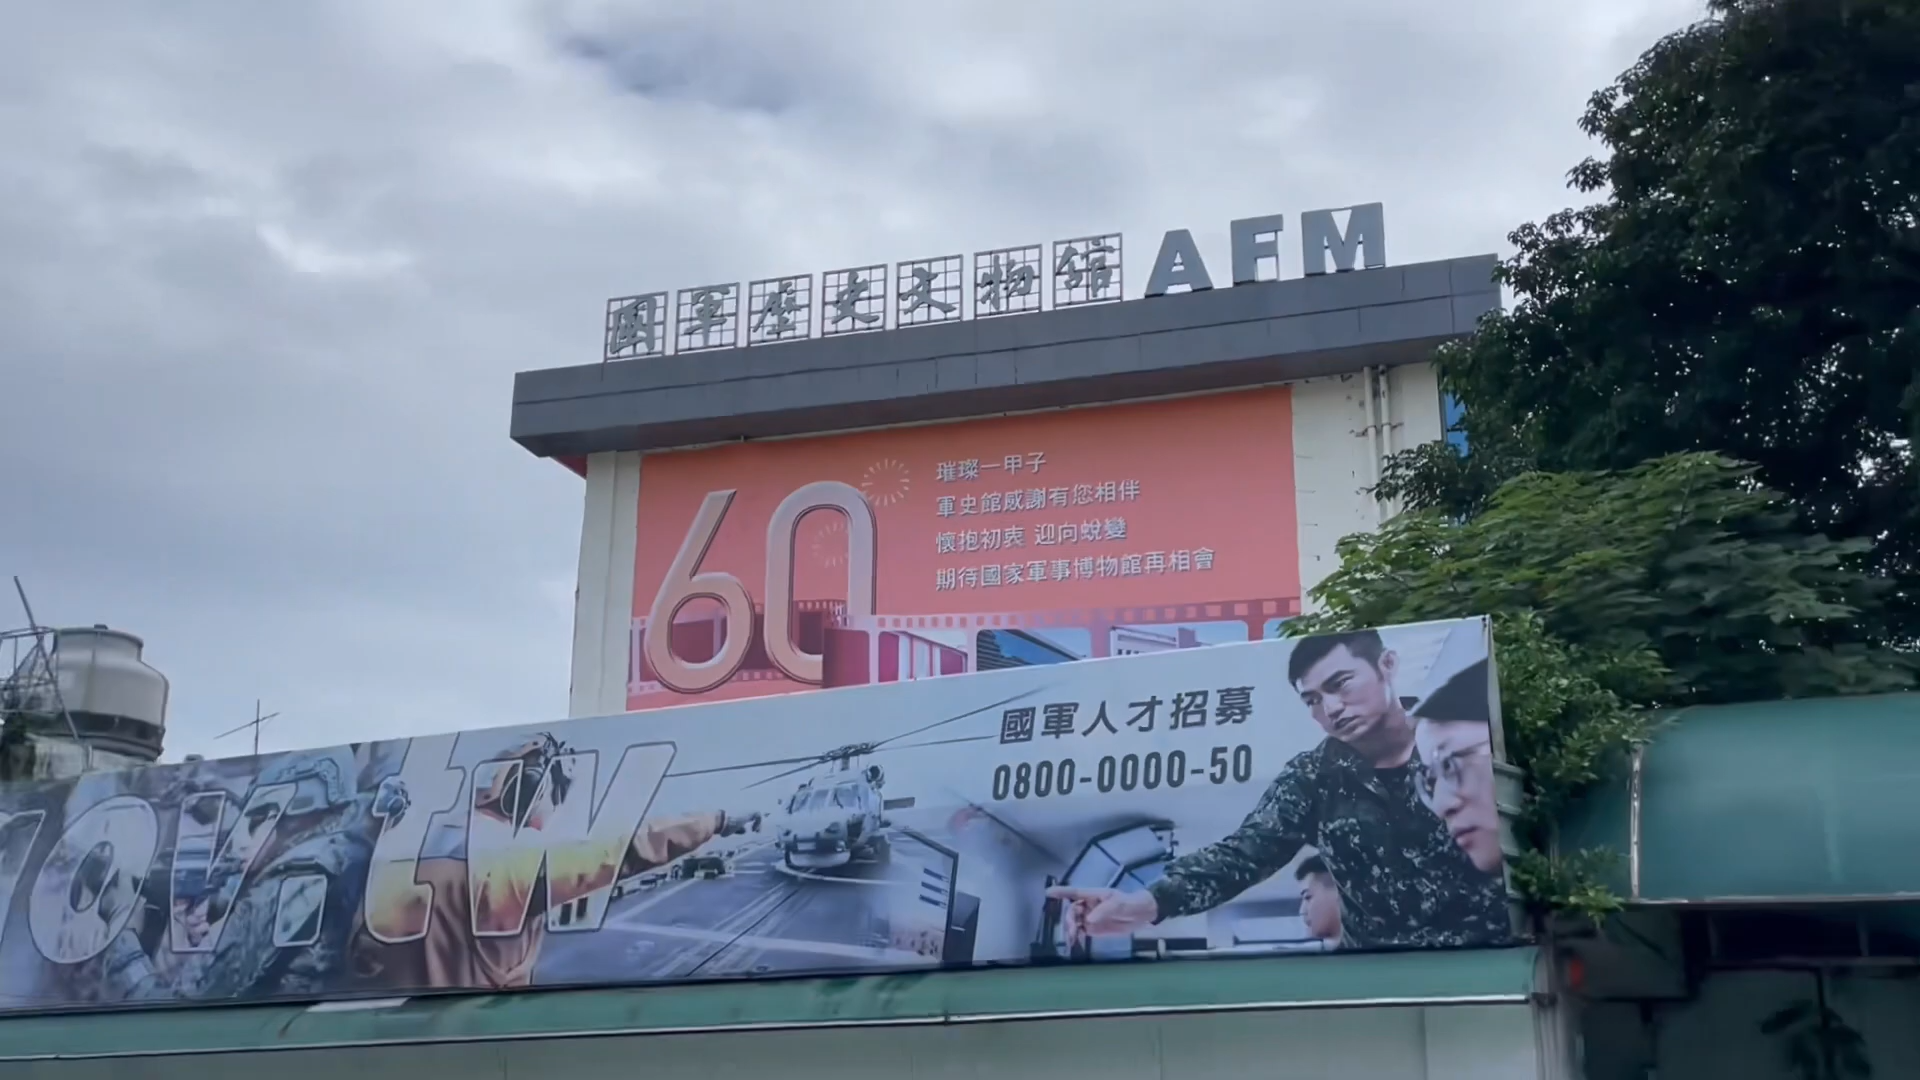 國軍歷史文物館 AFM
60
璀璨一甲子
軍史館感謝有您相伴
懷抱初衷 迎向蛻變
期待國家軍事博物館再相會
國軍人才招募
0800-0000-50
ov.tw